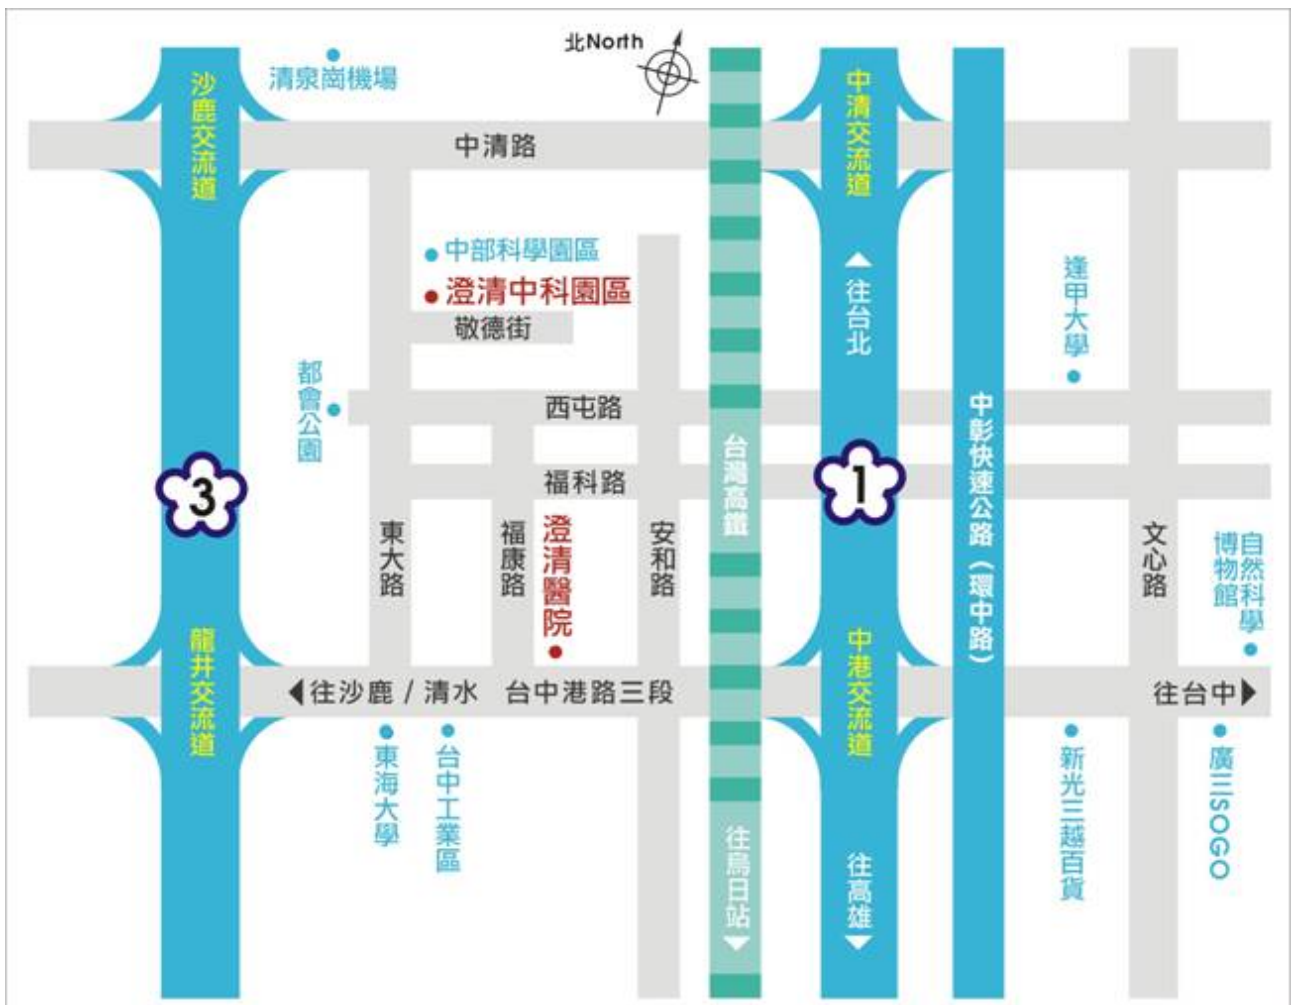 北North
清泉崗機場
沙鹿交流道
中清交流道
中清路
中部科學園區
澄清中科園區
敬德街
往台北
逢甲大學
都會公園
西屯路
福科路
3
1
台灣高鐵
中彰快速公路(環中路)
東大路
福康路
澄清醫院
安和路
文心路
自然科學
博物館
龍井交流道
中港交流道
往沙鹿 / 清水
台中港路三段
往台中
東海大學
台中工業區
往烏日站
往高雄
新光三越百貨
廣三SOGO